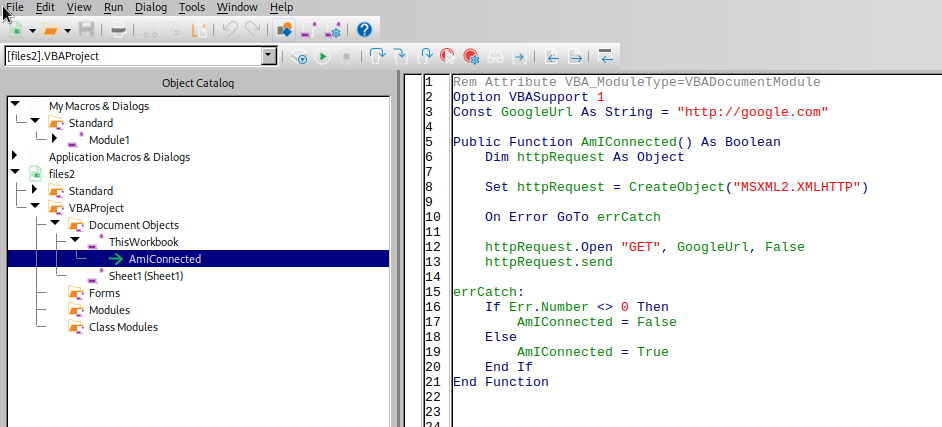 File Edit View Run Dialog Tools Window Help
[files2].VBAProject
Object Catalog
My Macros & Dialogs
Standard
Module1
Application Macros & Dialogs
files2
Standard
VBAProject
Document Objects
ThisWorkbook
AmIConnected
Sheet1 (Sheet1)
Forms
Modules
Class Modules
1 Rem Attribute VBA_ModuleType=VBADocumentModule
2 Option VBASupport 1
3 Const GoogleUrl As String = "http://google.com"
4
5 Public Function AmIConnected() As Boolean
6     Dim httpRequest As Object
7
8     Set httpRequest = CreateObject("MSXML2.XMLHTTP")
9
10     On Error GoTo errCatch
11
12     httpRequest.Open "GET", GoogleUrl, False
13     httpRequest.send
14
15 errCatch:
16     If Err.Number <> 0 Then
17         AmIConnected = False
18     Else
19         AmIConnected = True
20     End If
21 End Function
22
23
24